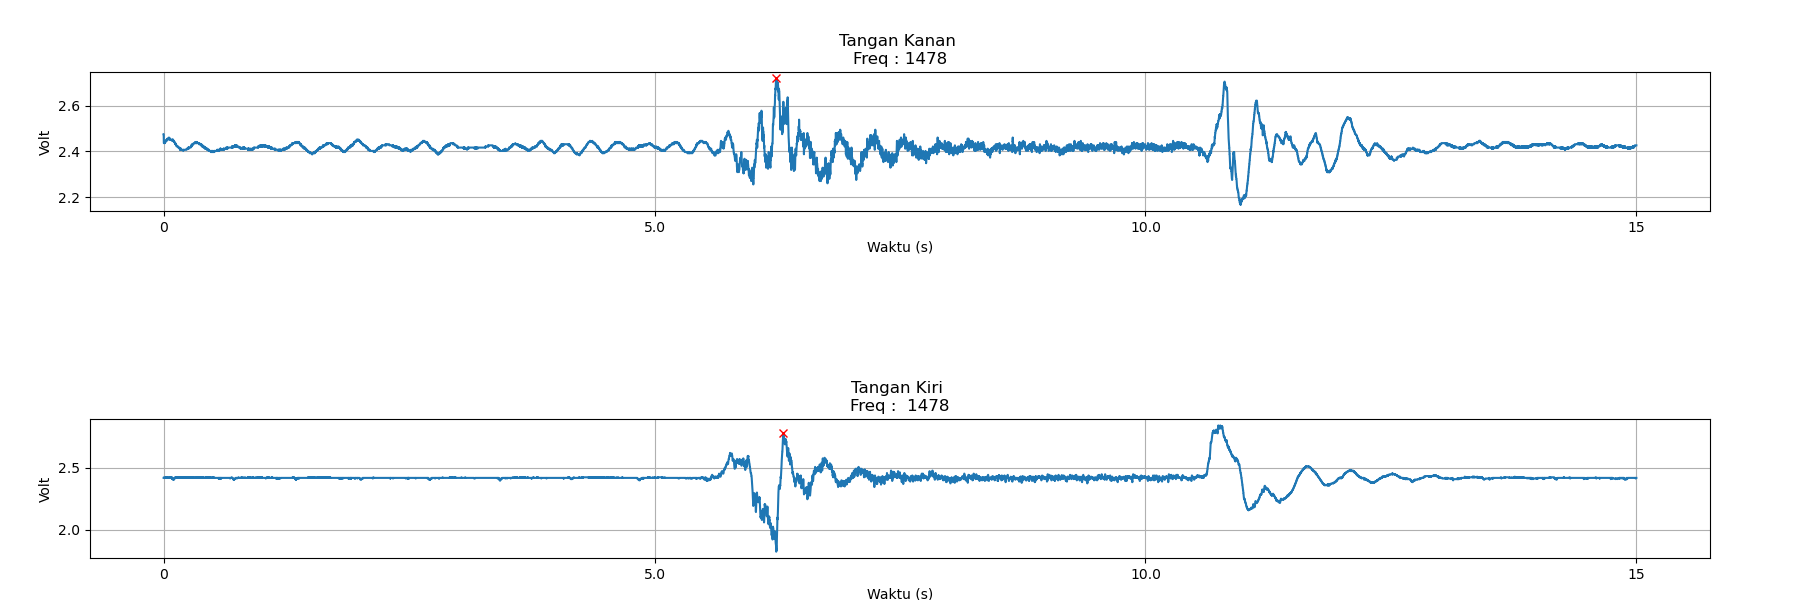 Tangan Kanan
Freq : 1478
Volt
2.6
2.4
2.2
0 5.0 10.0 15
Waktu (s)
Tangan Kiri
Freq :  1478
Volt
2.5
2.0
0 5.0 10.0 15
Waktu (s)